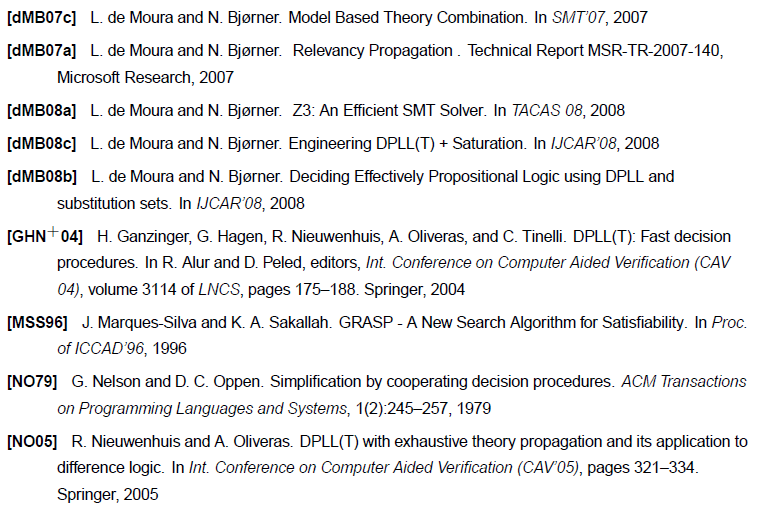 [dMB07c] L. de Moura and N. Bjørner. Model Based Theory Combination. In SMT'07, 2007
[dMB07a] L. de Moura and N. Bjørner. Relevancy Propagation . Technical Report MSR-TR-2007-140,
Microsoft Research, 2007
[dMB08a] L. de Moura and N. Bjørner. Z3: An Efficient SMT Solver. In TACAS 08, 2008
[dMB08c] L. de Moura and N. Bjørner. Engineering DPLL(T) + Saturation. In IJCAR'08, 2008
[dMB08b] L. de Moura and N. Bjørner. Deciding Effectively Propositional Logic using DPLL and
substitution sets. In IJCAR'08, 2008
[GHN+04] H. Ganzinger, G. Hagen, R. Nieuwenhuis, A. Oliveras, and C. Tinelli. DPLL(T): Fast decision
procedures. In R. Alur and D. Peled, editors, Int. Conference on Computer Aided Verification (CAV
04), volume 3114 of LNCS, pages 175–188. Springer, 2004
[MSS96] J. Marques-Silva and K. A. Sakallah. GRASP - A New Search Algorithm for Satisfiability. In Proc.
of ICCAD'96, 1996
[NO79] G. Nelson and D. C. Oppen. Simplification by cooperating decision procedures. ACM Transactions
on Programming Languages and Systems, 1(2):245–257, 1979
[NO05] R. Nieuwenhuis and A. Oliveras. DPLL(T) with exhaustive theory propagation and its application to
difference logic. In Int. Conference on Computer Aided Verification (CAV'05), pages 321–334.
Springer, 2005